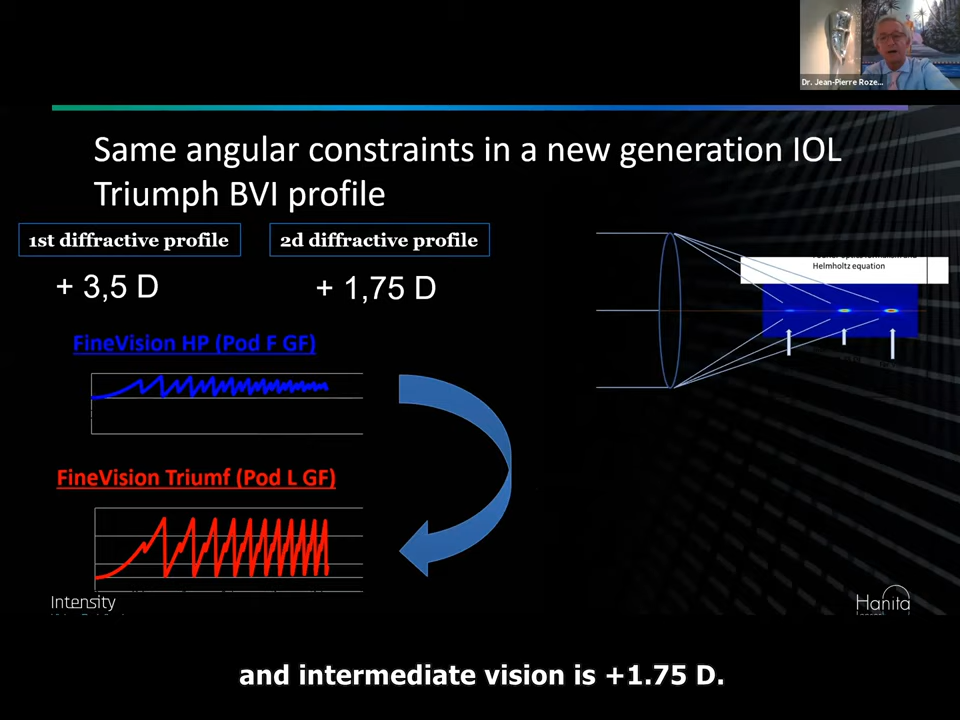 Dr. Jean-Pierre Roze...
Same angular constraints in a new generation IOL
Triumph BVI profile
1st diffractive profile
2d diffractive profile
+ 3,5 D
+ 1,75 D
Helmholtz equation
FineVision HP (Pod F GF)
FineVision Triumf (Pod L GF)
Intensity
Hanita
and intermediate vision is +1.75 D.